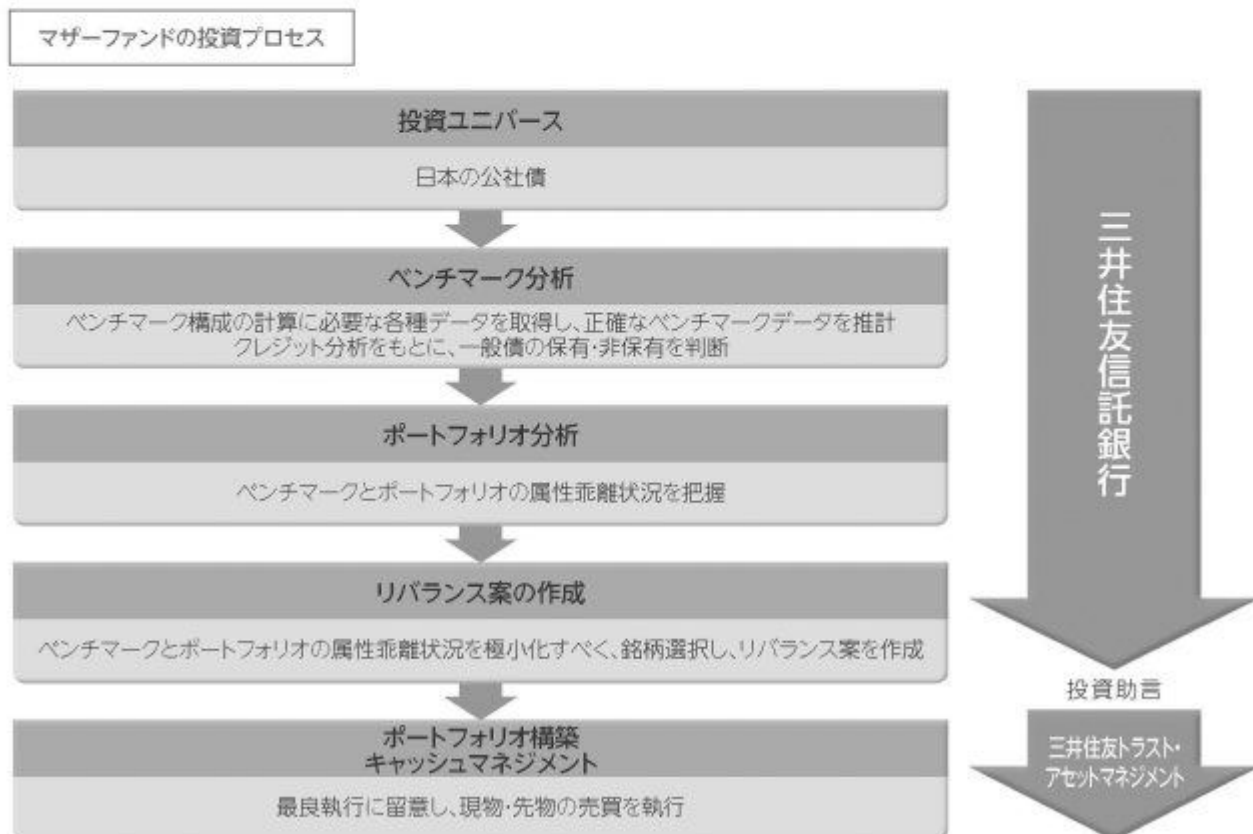 マザーファンドの投資プロセス
投資ユニバース
日本の公社債
ベンチマーク分析
ベンチマーク構成の計算に必要な各種データを取得し、正確なベンチマークデータを推計
クレジット分析をもとに、一般債の保有・非保有を判断
ポートフォリオ分析
ベンチマークとポートフォリオの属性乖離状況を把握
リバランス案の作成
ベンチマークとポートフォリオの属性乖離状況を極小化すべく、銘柄選択し、リバランス案を作成
ポートフォリオ構築
キャッシュマネジメント
最良執行に留意し、現物・先物の売買を執行
三井住友信託銀行
投資助言
三井住友トラスト・
アセットマネジメント